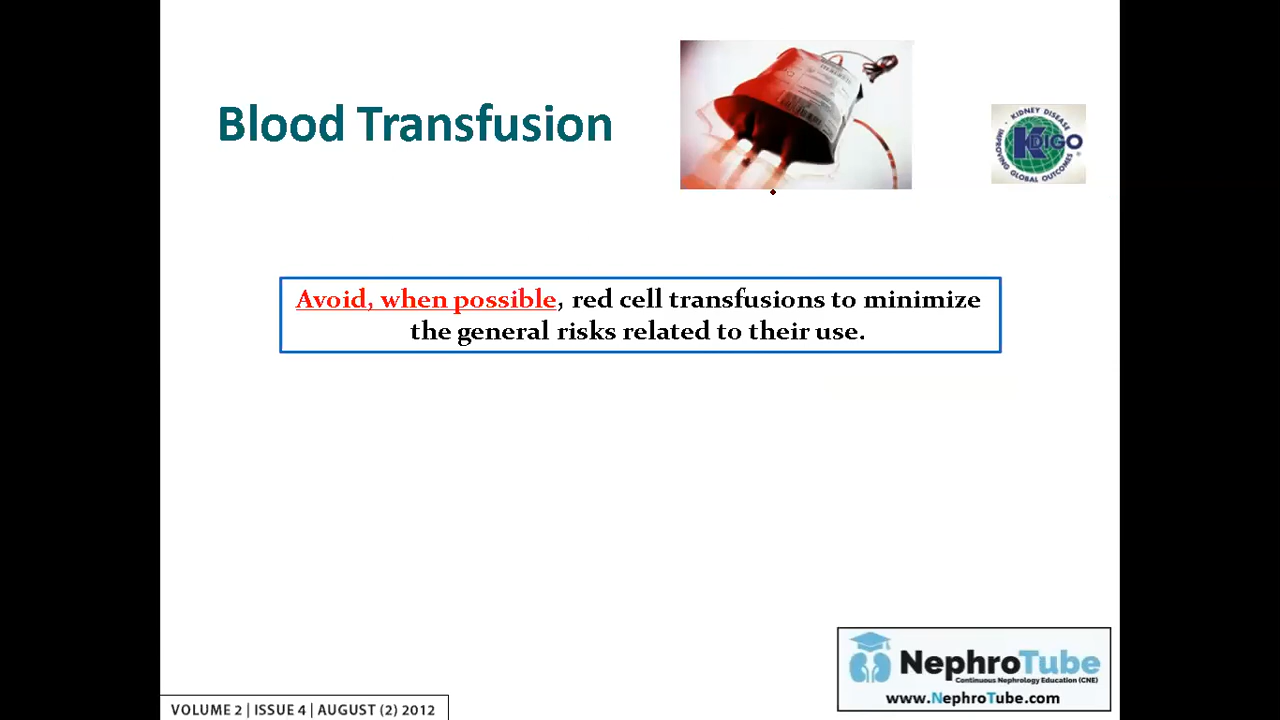 Blood Transfusion
KIDNEY DISEASE
KDIGO
IMPROVING GLOBAL OUTCOMES
Avoid, when possible, red cell transfusions to minimize
the general risks related to their use.
NephroTube
Continuous Nephrology Education (CNE)
www.NephroTube.com
VOLUME 2 | ISSUE 4 | AUGUST (2) 2012